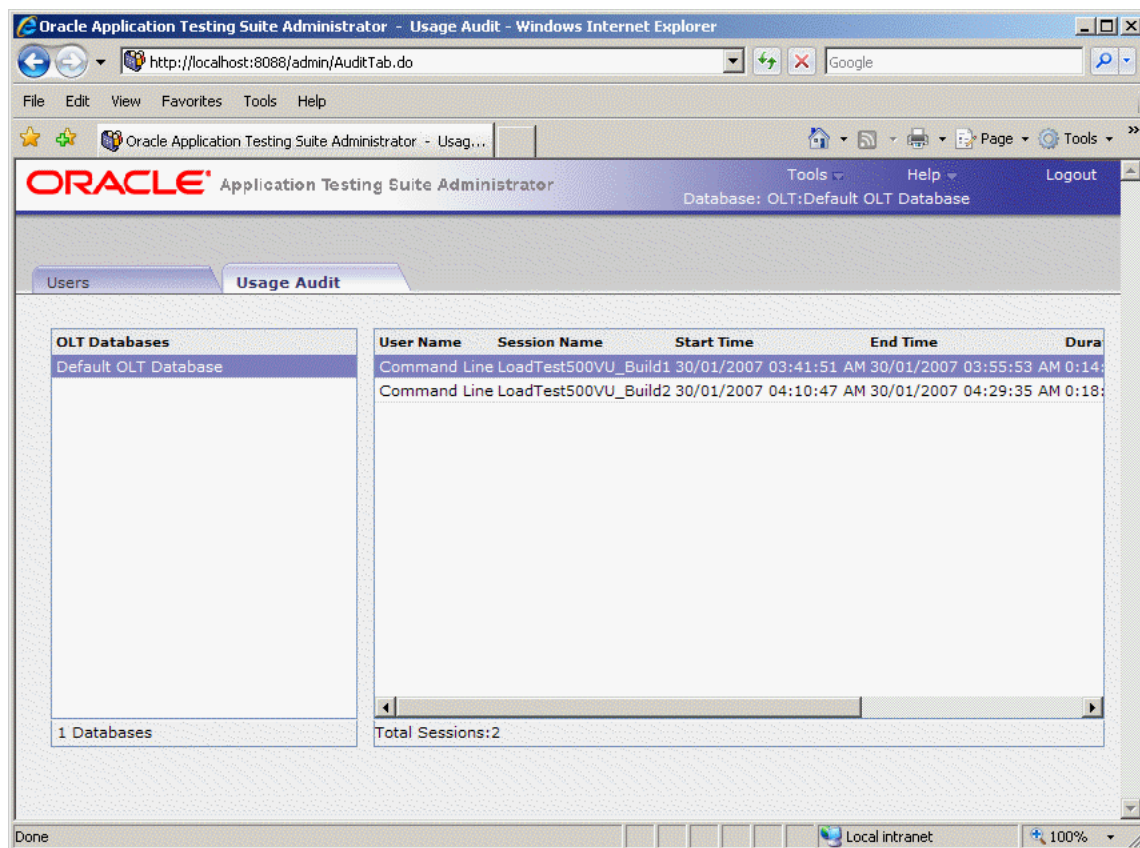 Oracle Application Testing Suite Administrator - Usage Audit - Windows Internet Explorer
http://localhost:8088/admin/AuditTab.do
Google
File Edit View Favorites Tools Help
Oracle Application Testing Suite Administrator - Usag...
Page Tools »
ORACLE Application Testing Suite Administrator
Tools Help Logout
Database: OLT:Default OLT Database
Users Usage Audit
OLT Databases
Default OLT Database
1 Databases
User Name Session Name Start Time End Time Dura
Command Line LoadTest500VU_Build1 30/01/2007 03:41:51 AM 30/01/2007 03:55:53 AM 0:14:
Command Line LoadTest500VU_Build2 30/01/2007 04:10:47 AM 30/01/2007 04:29:35 AM 0:18:
Total Sessions:2
Done Local intranet 100%